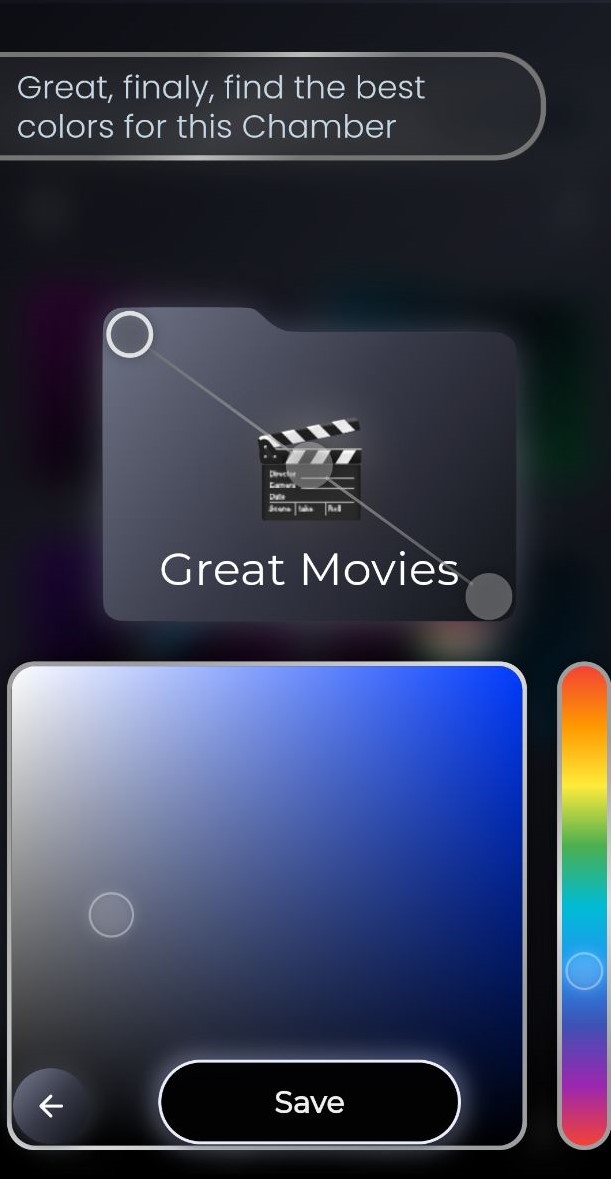 Great, finaly, find the best
colors for this Chamber
Director
Camera
Date
Scene Take Roll
Great Movies
Save